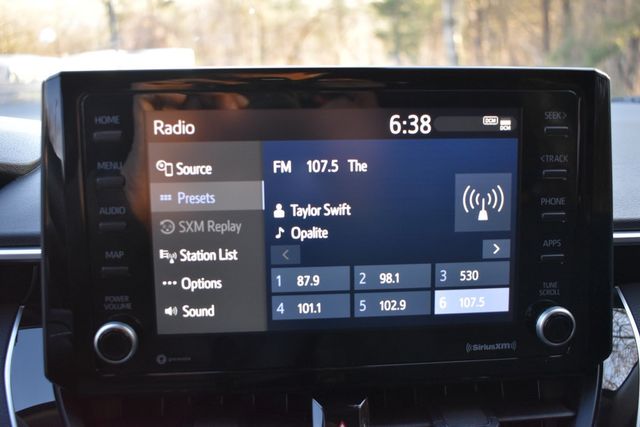 HOME
MENU
AUDIO
MAP
POWER
VOLUME
Radio
6:38
DCM
DCM
Source
Presets
SXM Replay
Station List
Options
Sound
FM 107.5 The
Taylor Swift
Opalite
<
>
1 87.9
2 98.1
3 530
4 101.1
5 102.9
6 107.5
SEEK>
<TRACK
PHONE
APPS
TUNE
SCROLL
((SiriusXM))